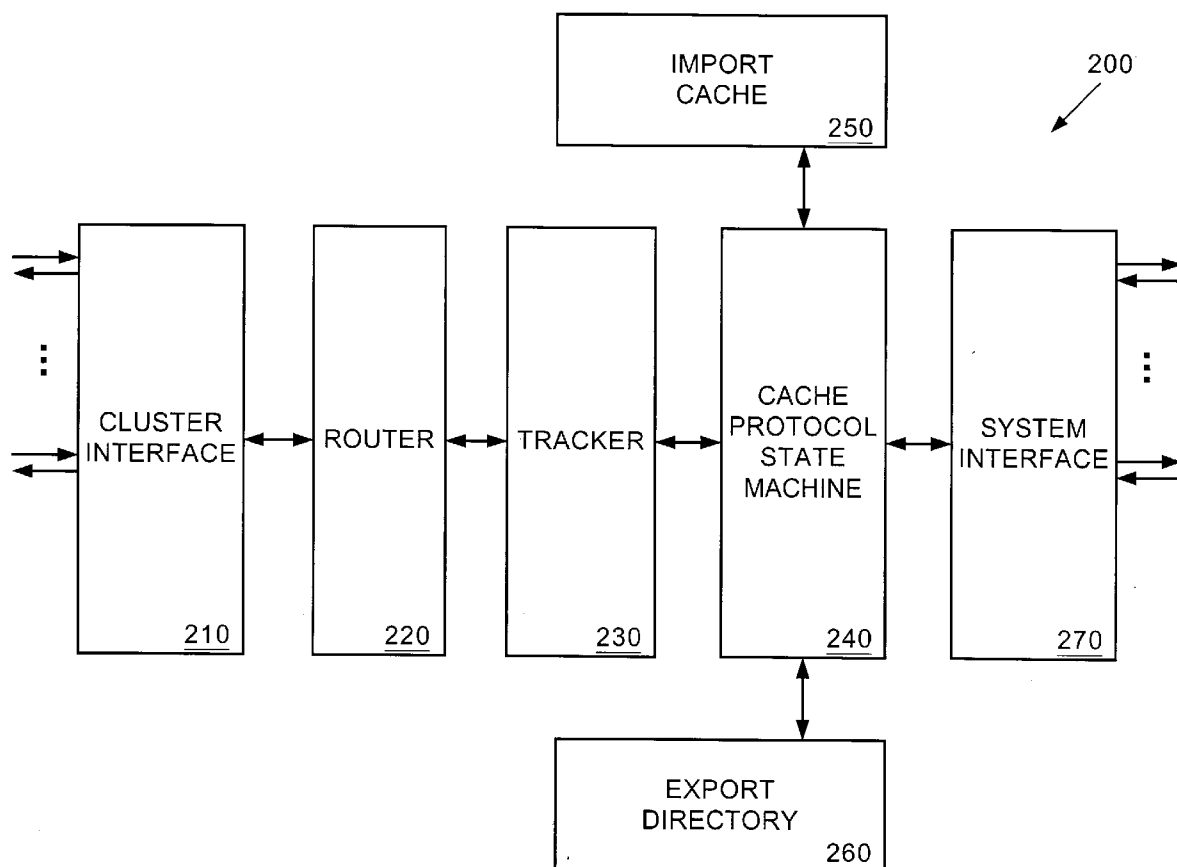 IMPORT
CACHE
250
200
CLUSTER
INTERFACE
210
ROUTER
220
TRACKER
230
CACHE
PROTOCOL
STATE
MACHINE
240
SYSTEM
INTERFACE
270
EXPORT
DIRECTORY
260